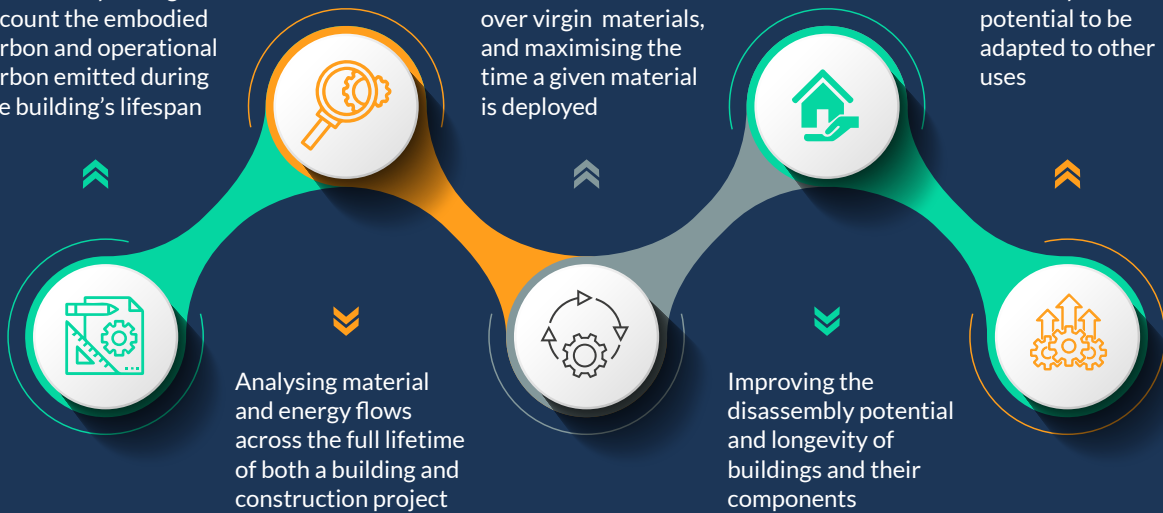 count the embodied
rbon and operational
rbon emitted during
e building's lifespan
over virgin materials,
and maximising the
time a given material
is deployed
potential to be
adapted to other
uses
Analysing material
and energy flows
across the full lifetime
of both a building and
construction project
Improving the
disassembly potential
and longevity of
buildings and their
components